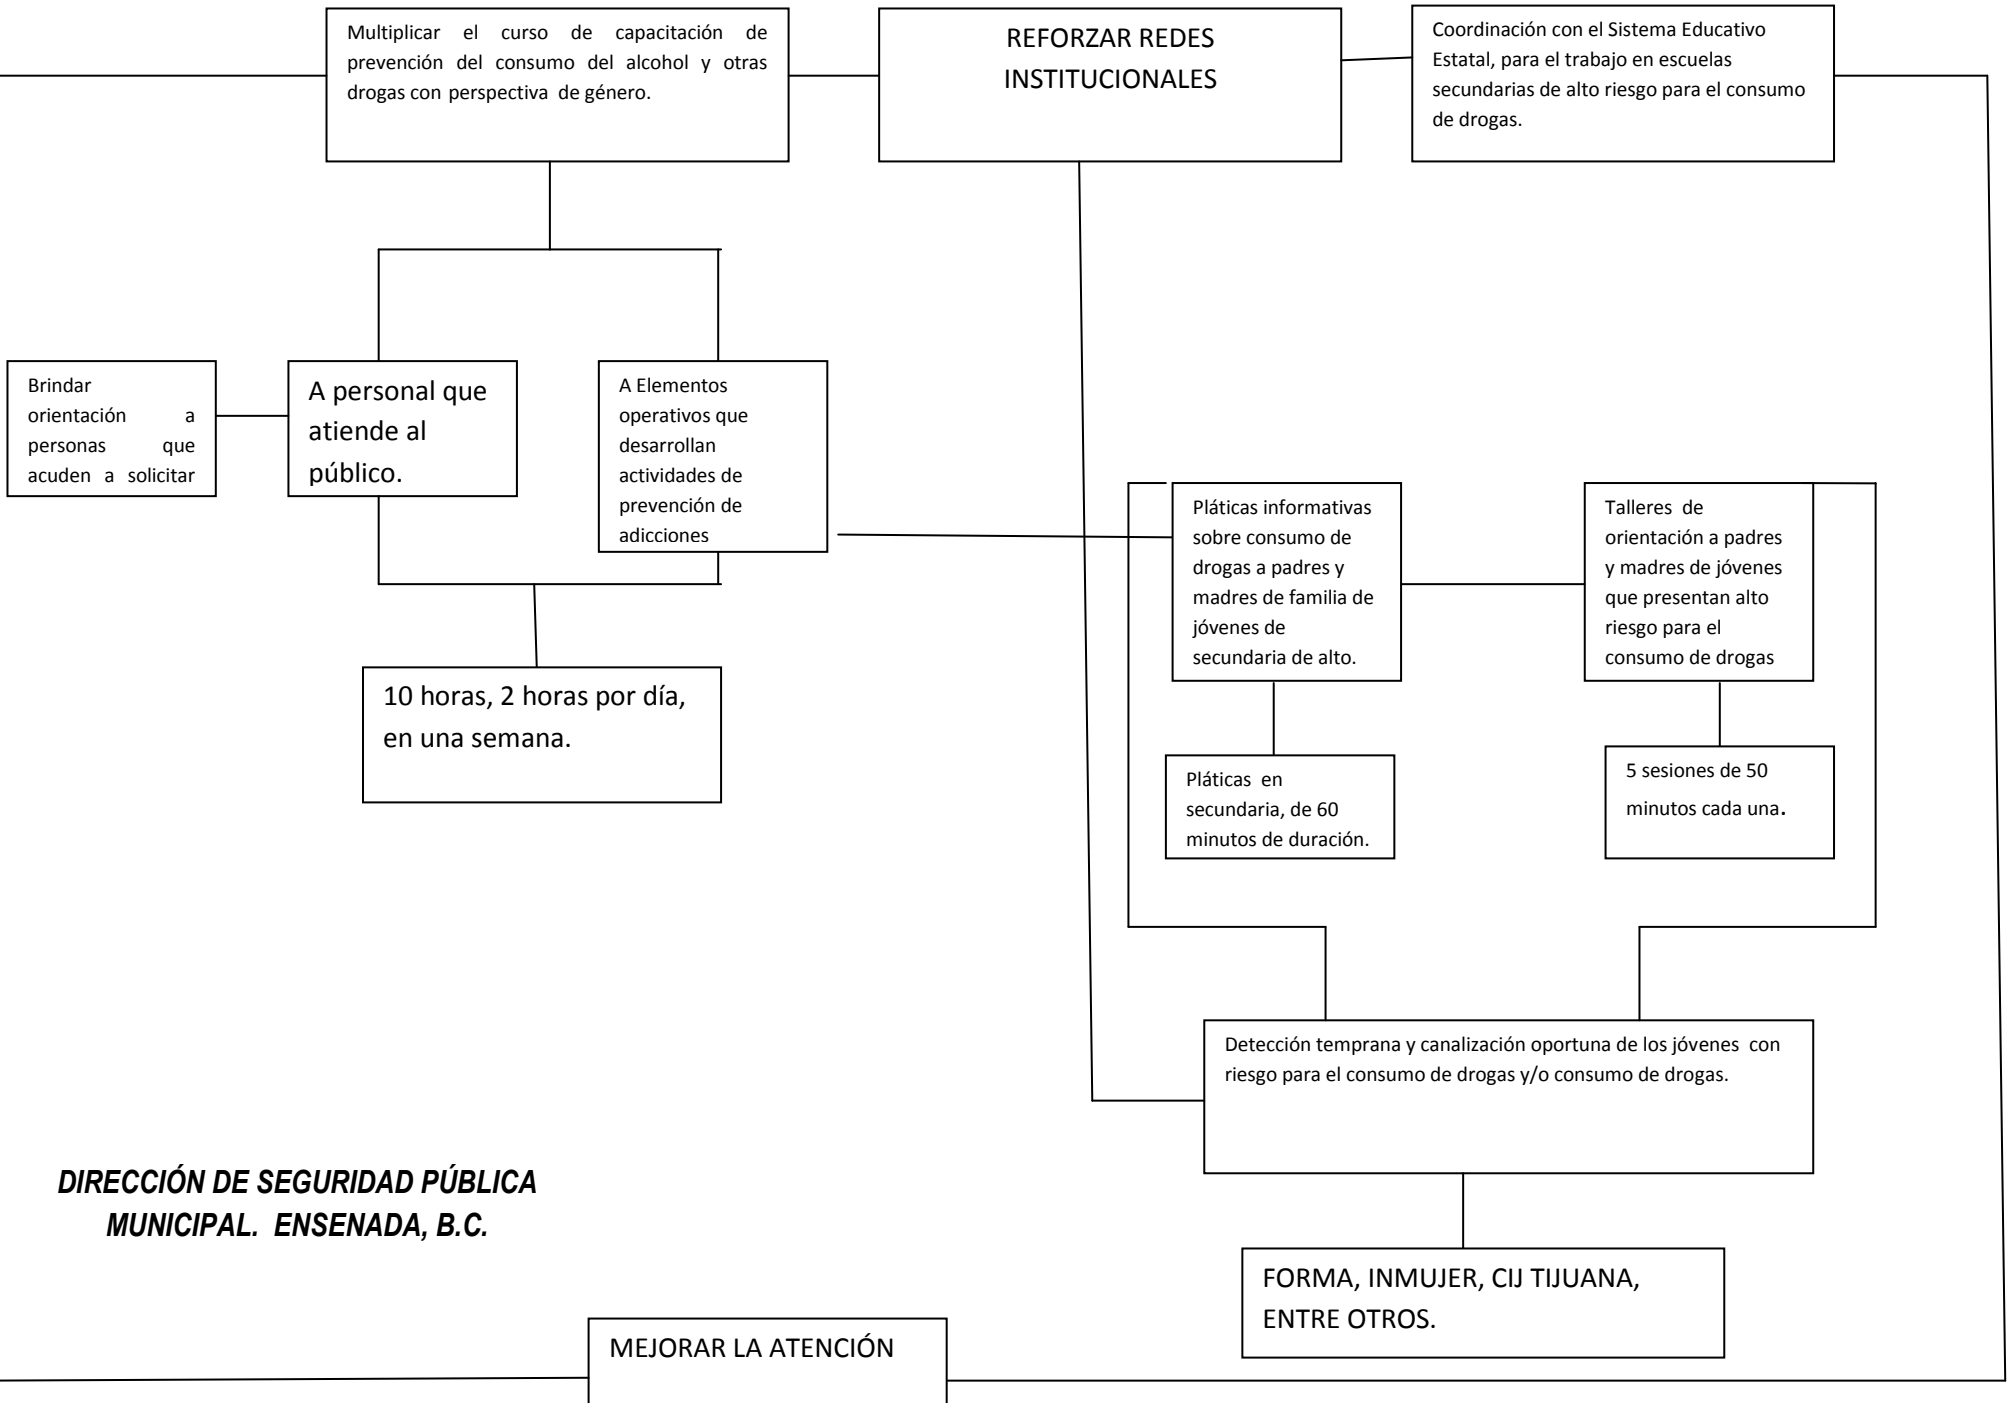 Multiplicar el curso de capacitación de
prevención del consumo del alcohol y otras
drogas con perspectiva de género.
REFORZAR REDES
INSTITUCIONALES
Coordinación con el Sistema Educativo
Estatal, para el trabajo en escuelas
secundarias de alto riesgo para el consumo
de drogas.
Brindar
orientación a
personas que
acuden a solicitar
A personal que
atiende al
público.
A Elementos
operativos que
desarrollan
actividades de
prevención de
adicciones
Pláticas informativas
sobre consumo de
drogas a padres y
madres de familia de
jóvenes de
secundaria de alto.
Talleres de
orientación a padres
y madres de jóvenes
que presentan alto
riesgo para el
consumo de drogas
10 horas, 2 horas por día,
en una semana.
Pláticas en
secundaria, de 60
minutos de duración.
5 sesiones de 50
minutos cada una.
Detección temprana y canalización oportuna de los jóvenes con
riesgo para el consumo de drogas y/o consumo de drogas.
DIRECCIÓN DE SEGURIDAD PÚBLICA
MUNICIPAL. ENSENADA, B.C.
FORMA, INMUJER, CIJ TIJUANA,
ENTRE OTROS.
MEJORAR LA ATENCIÓN